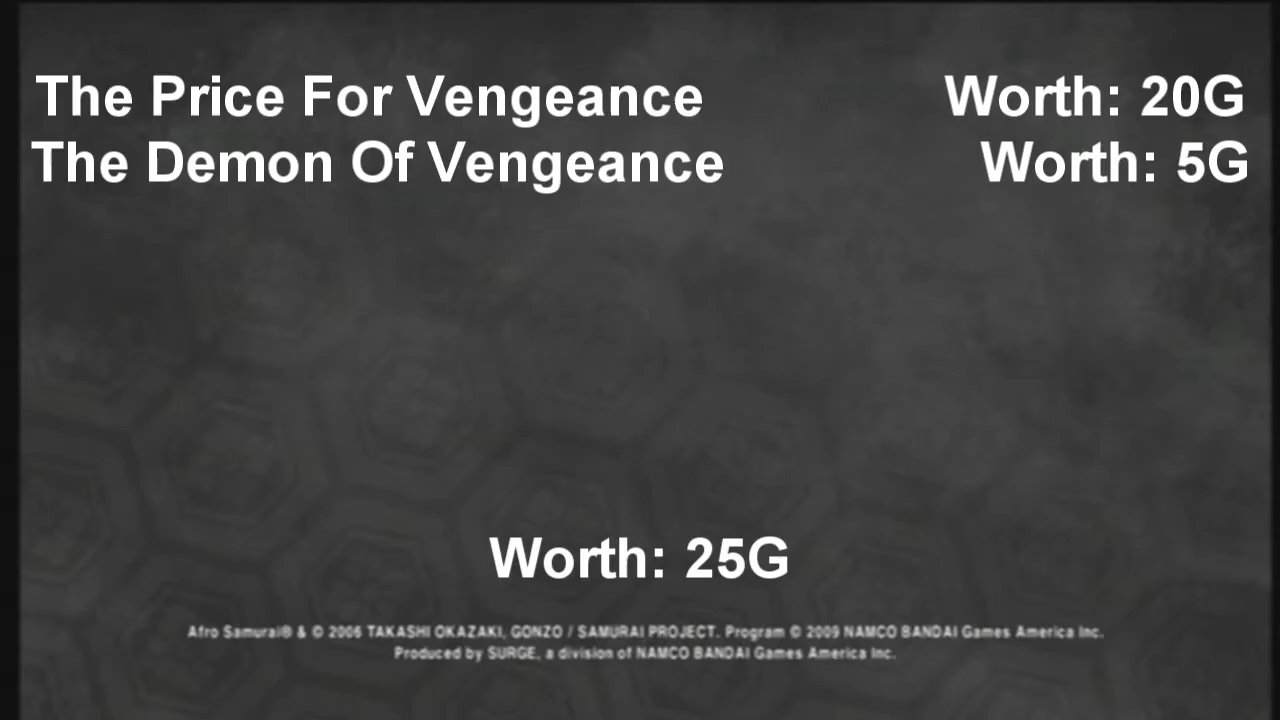 The Price For Vengeance Worth: 20G
The Demon Of Vengeance Worth: 5G
Worth: 25G
Afro Samurai® & © 2006 TAKASHI OKAZAKI, GONZO / SAMURAI PROJECT. Program © 2009 NAMCO BANDAI Games America Inc.
Produced by SURGE, a division of NAMCO BANDAI Games America Inc.